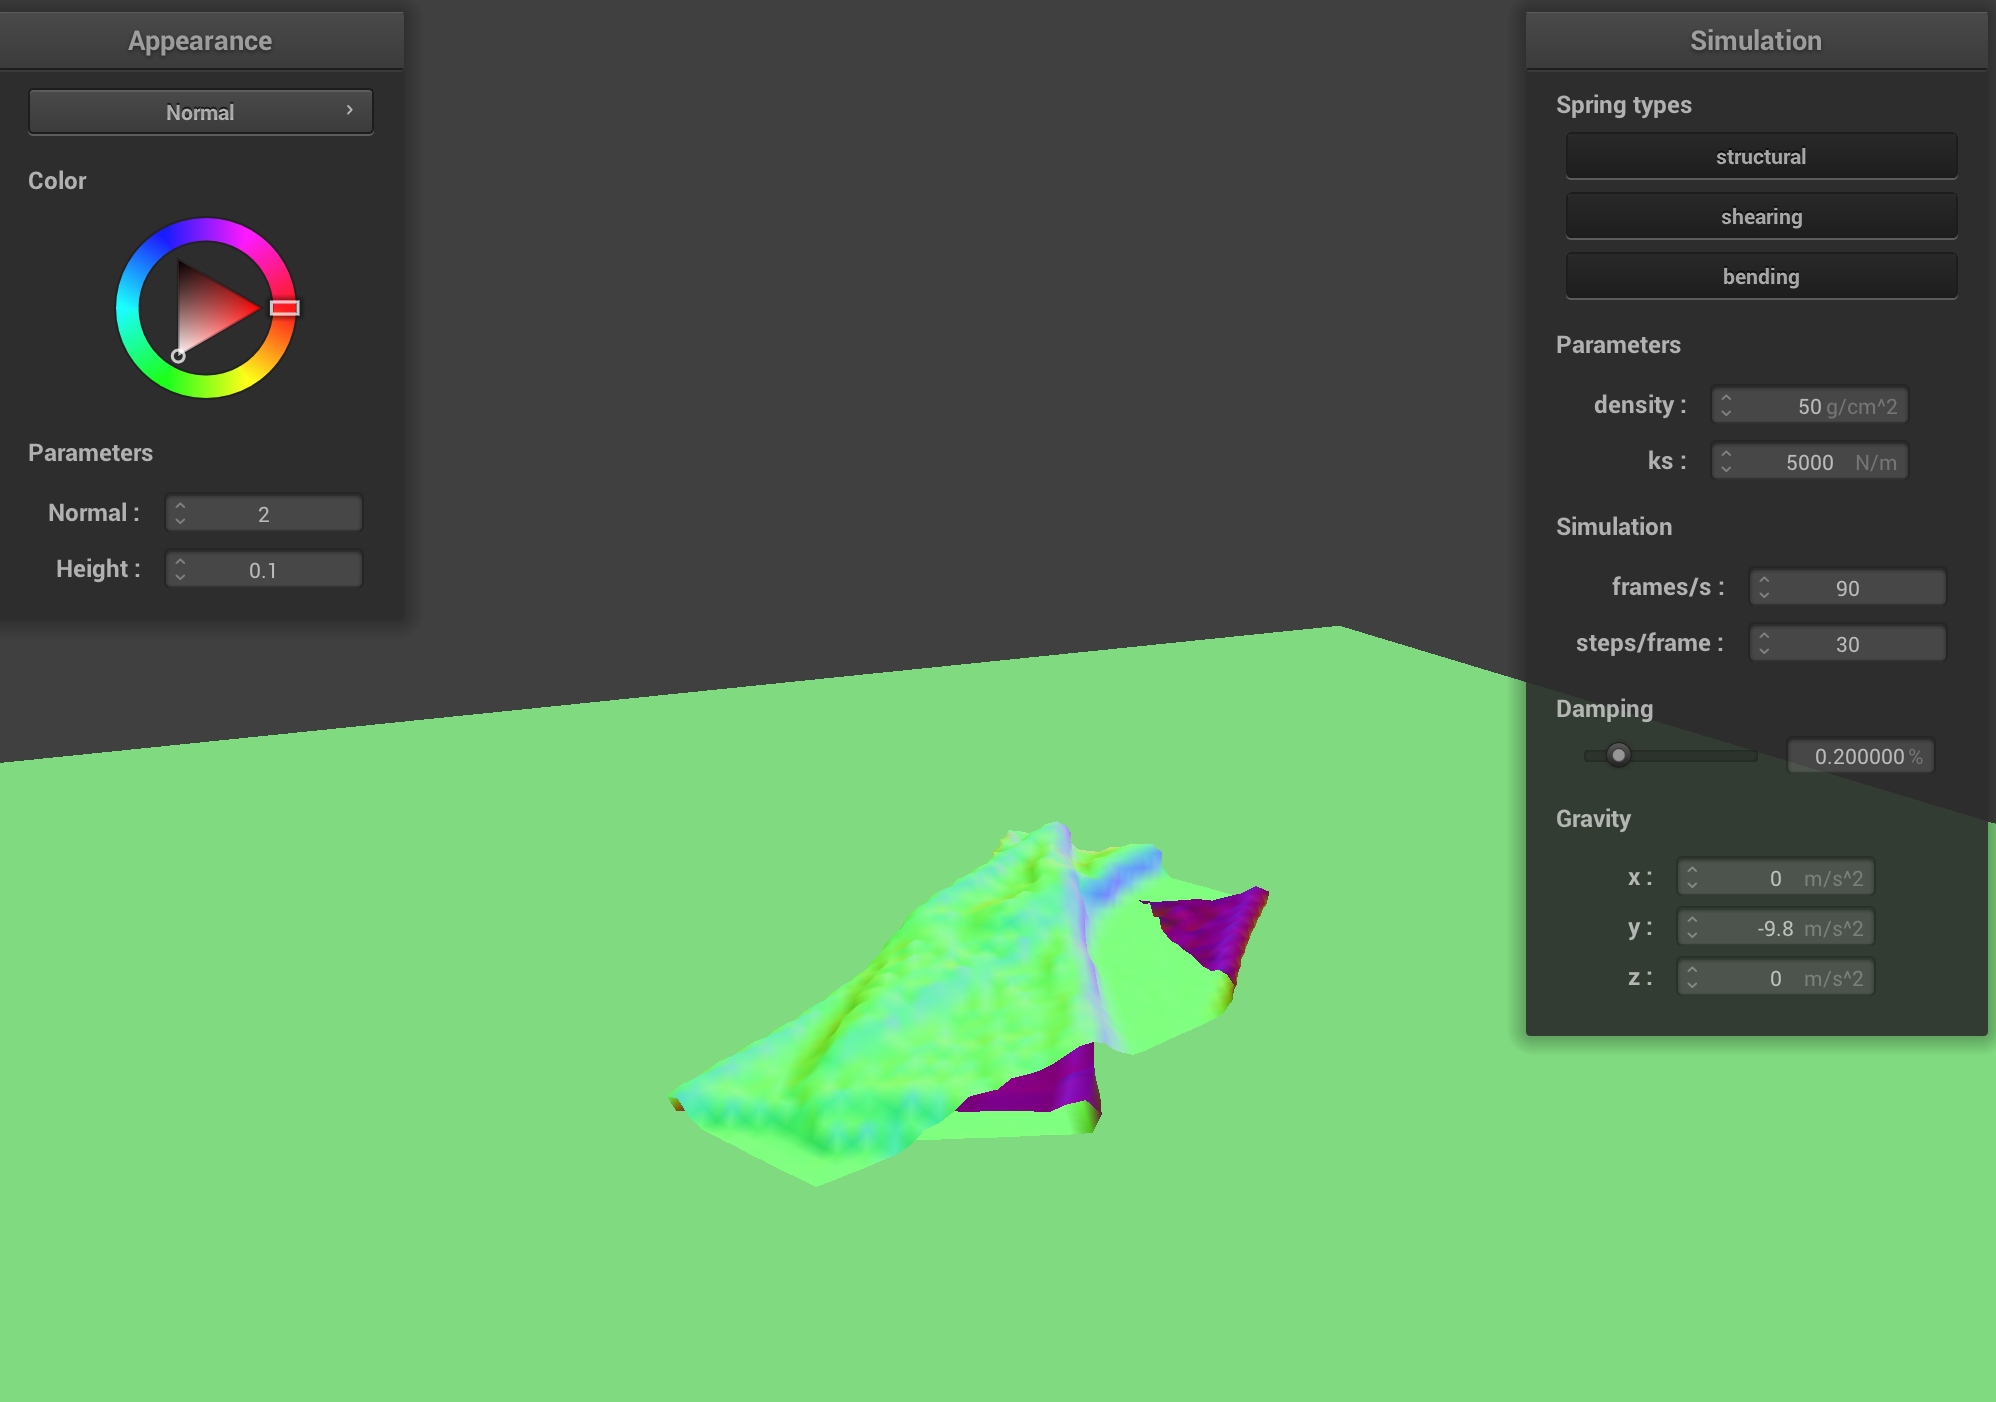 Appearance
Normal
Color
Parameters
Normal : 2
Height : 0.1
Simulation
Spring types
structural
shearing
bending
Parameters
density : 50 g/cm^2
ks : 5000 N/m
Simulation
frames/s : 90
steps/frame : 30
Damping
0.200000 %
Gravity
x : 0 m/s^2
y : -9.8 m/s^2
z : 0 m/s^2